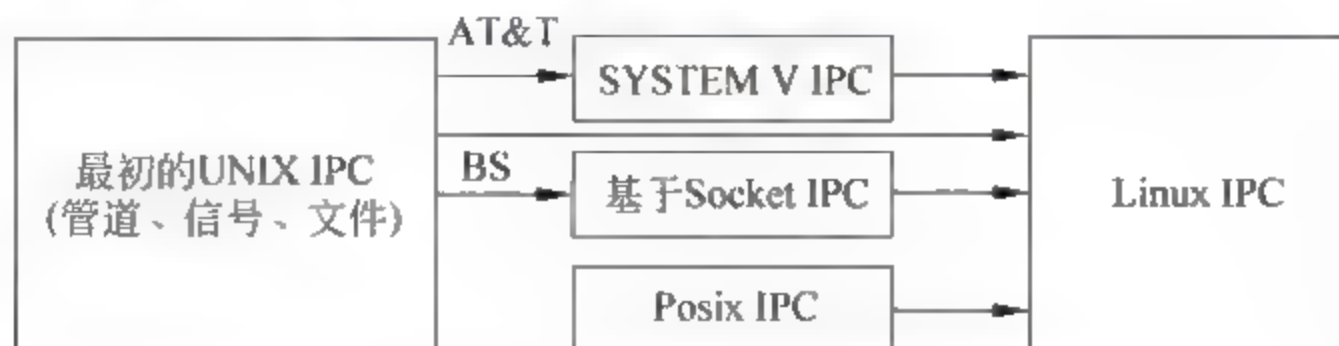 AT&T
SYSTEM V IPC
最初的UNIX IPC
(管道、信号、文件)
BS
基于Socket IPC
Linux IPC
Posix IPC